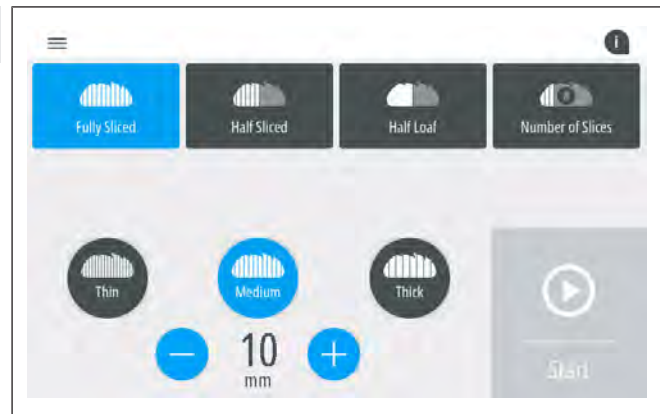 i
Fully Sliced
Half Sliced
Half Loaf
Number of Slices
Thin
Medium
Thick
10
mm
Start